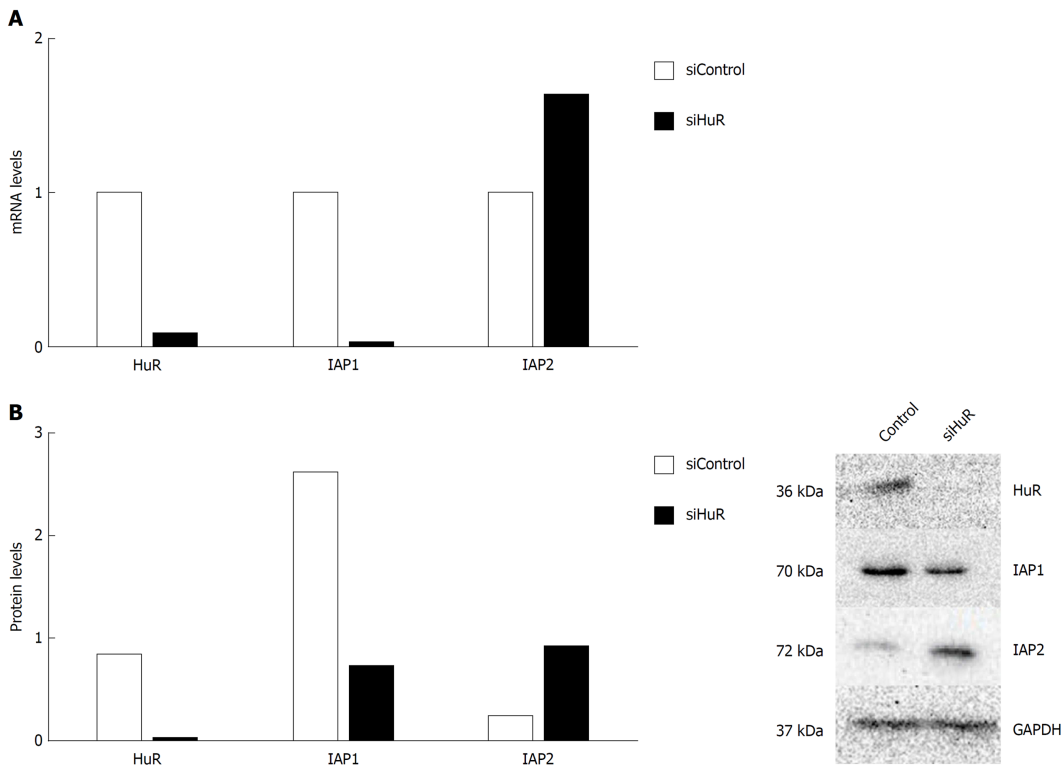 A
2
1
0
mRNA levels
siControl
siHuR
HuR IAP1 IAP2
B
3
2
1
0
Protein levels
siControl
siHuR
HuR IAP1 IAP2
Control siHuR
36 kDa HuR
70 kDa IAP1
72 kDa IAP2
37 kDa GAPDH